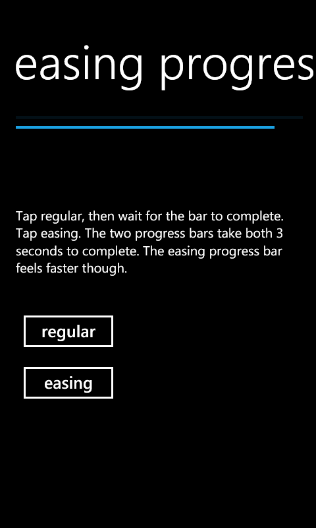 easing progres
Tap regular, then wait for the bar to complete.
Tap easing. The two progress bars take both 3
seconds to complete. The easing progress bar
feels faster though.
regular
easing